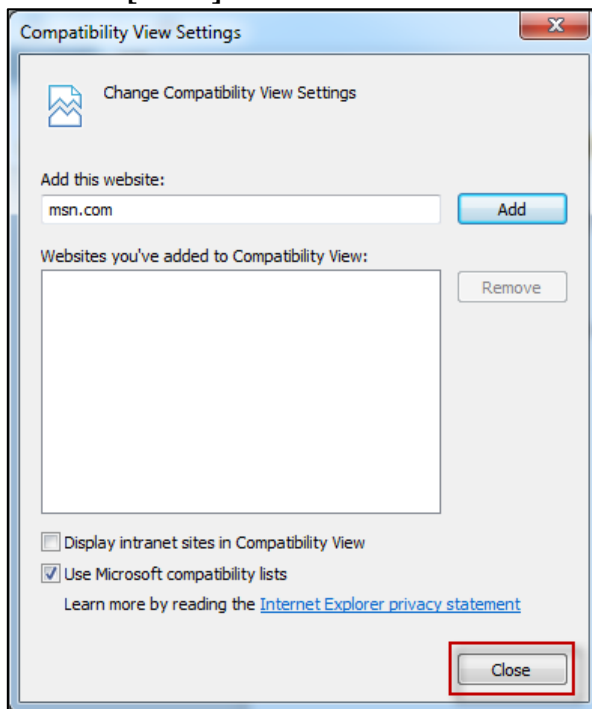 Compatibility View Settings
Change Compatibility View Settings
Add this website:
msn.com
Add
Websites you've added to Compatibility View:
Remove
Display intranet sites in Compatibility View
Use Microsoft compatibility lists
Learn more by reading the Internet Explorer privacy statement
Close